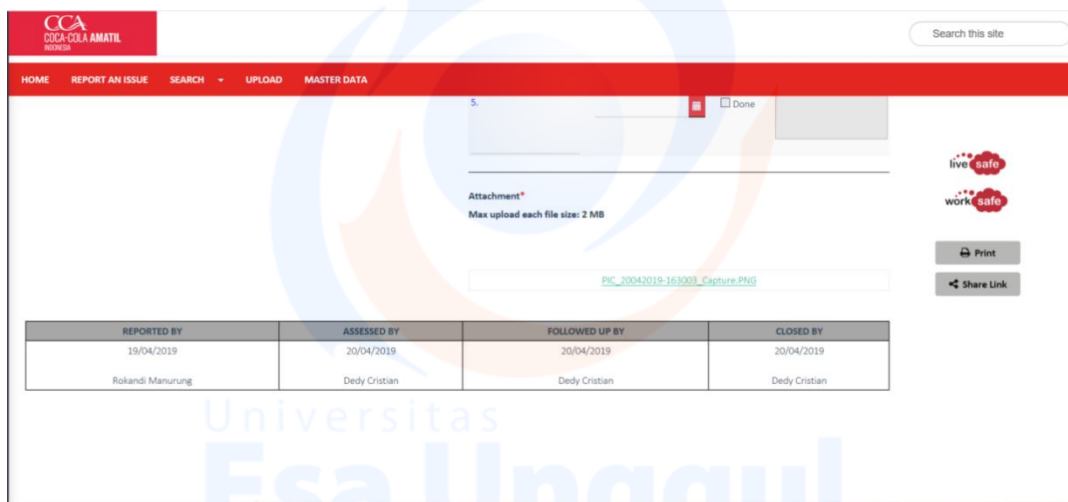 CCA
COCA-COLA AMATIL
INDONESIA
Search this site
HOME REPORT AN ISSUE SEARCH UPLOAD MASTER DATA
5. Done
live safe
work safe
Attachment*
Max upload each file size: 2 MB
Print
PIC_20042019-163003_Capture.PNG
Share Link
REPORTED BY ASSESSED BY FOLLOWED UP BY CLOSED BY
19/04/2019 20/04/2019 20/04/2019 20/04/2019
Rokandi Manurung Dedy Cristian Dedy Cristian Dedy Cristian
Universitas
Esa Unggul